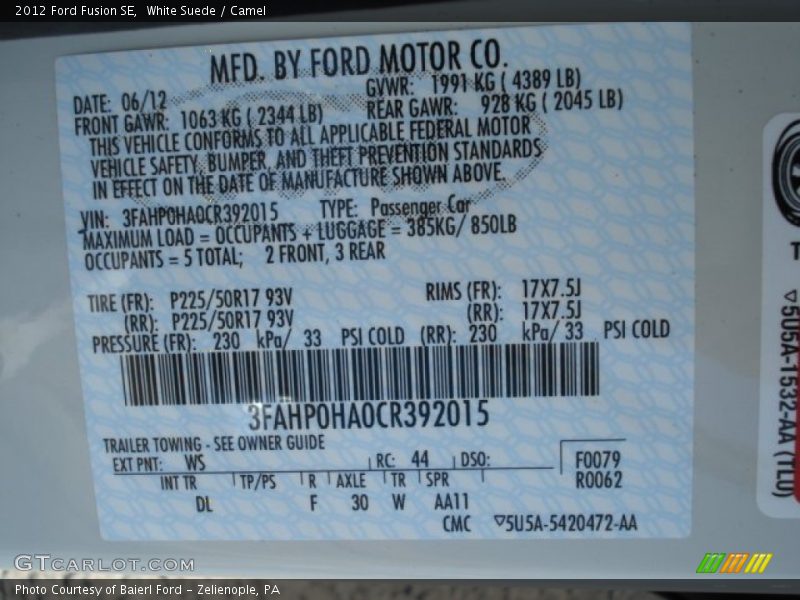 2012 Ford Fusion SE,  White Suede / Camel
MFD. BY FORD MOTOR CO.
DATE: 06/12 GVWR: 1991 KG ( 4389 LB)
FRONT GAWR: 1063 KG ( 2344 LB) REAR GAWR: 928 KG ( 2045 LB)
THIS VEHICLE CONFORMS TO ALL APPLICABLE FEDERAL MOTOR
VEHICLE SAFETY, BUMPER, AND THEFT PREVENTION STANDARDS
IN EFFECT ON THE DATE OF MANUFACTURE SHOWN ABOVE.
VIN: 3FAHP0HA0CR392015 TYPE: Passenger Car
MAXIMUM LOAD = OCCUPANTS + LUGGAGE = 385KG/ 850LB
OCCUPANTS = 5 TOTAL; 2 FRONT, 3 REAR
TIRE (FR): P225/50R17 93V RIMS (FR): 17X7.5J
(RR): P225/50R17 93V (RR): 17X7.5J
PRESSURE (FR): 230 kPa/ 33 PSI COLD (RR): 230 kPa/ 33 PSI COLD
3FAHP0HA0CR392015
TRAILER TOWING - SEE OWNER GUIDE
EXT PNT: WS RC: 44 DSO: F0079
INT TR TP/PS R AXLE TR SPR R0062
DL F 30 W AA11
CMC ▽5U5A-5420472-AA
T
▽5U5A-1532-AA (TLU)
GTCarLot.com
Photo Courtesy of Baierl Ford – Zelienople, PA